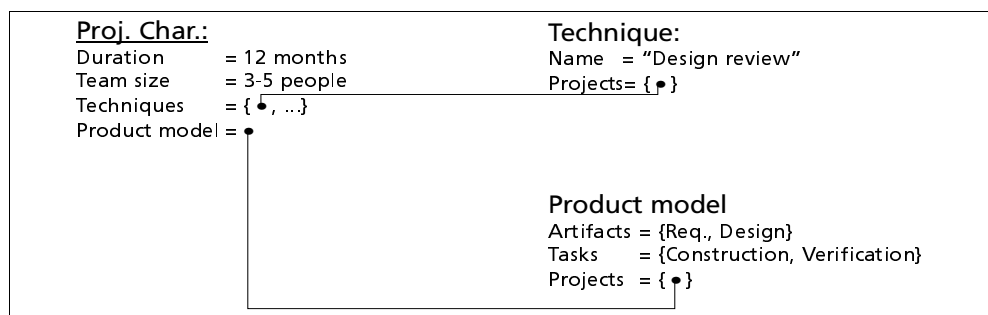 Proj. Char.:
Duration = 12 months
Team size = 3-5 people
Techniques = { •, ...}
Product model = •
Technique:
Name = “Design review”
Projects= { • }
Product model
Artifacts = {Req., Design}
Tasks = {Construction, Verification}
Projects = { • }